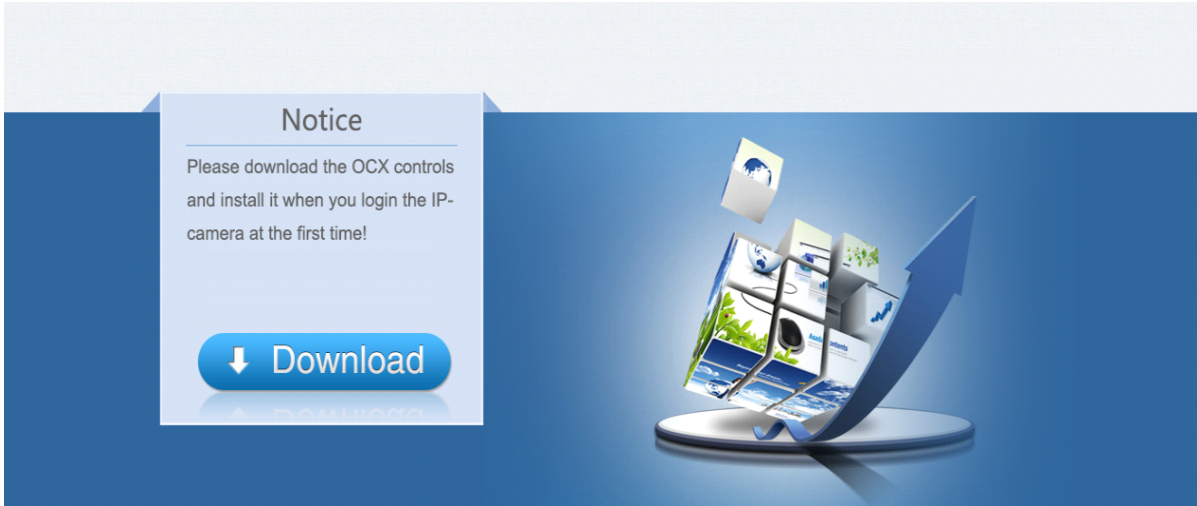 Notice
Please download the OCX controls
and install it when you login the IP-
camera at the first time!
Download